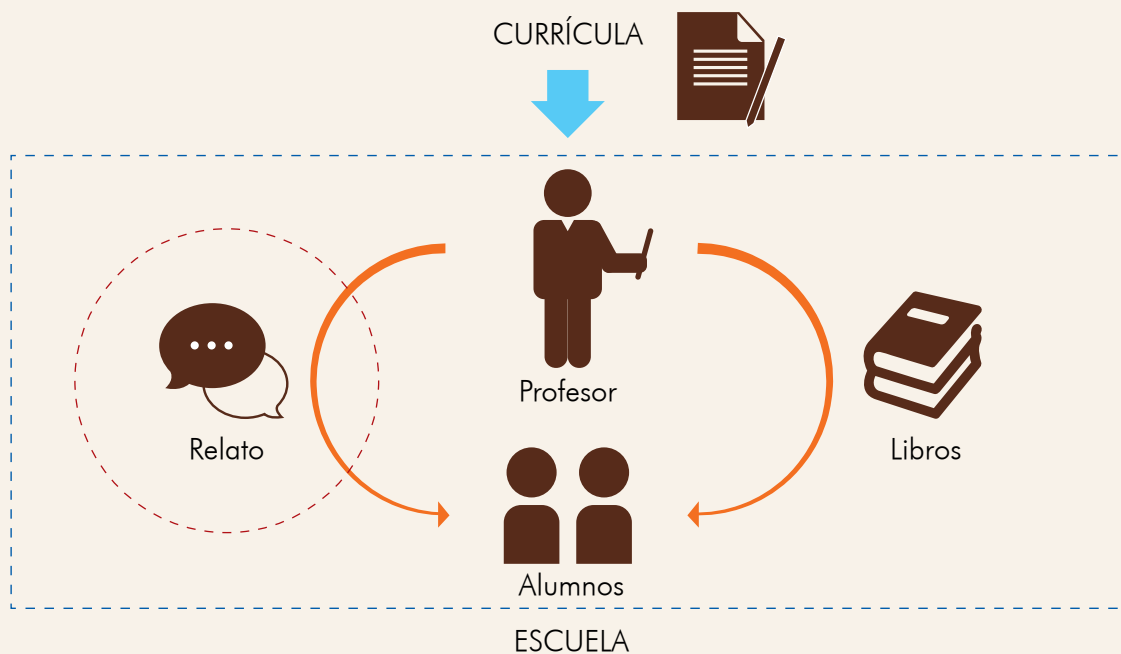 CURRÍCULA
Profesor
Relato
Libros
Alumnos
ESCUELA